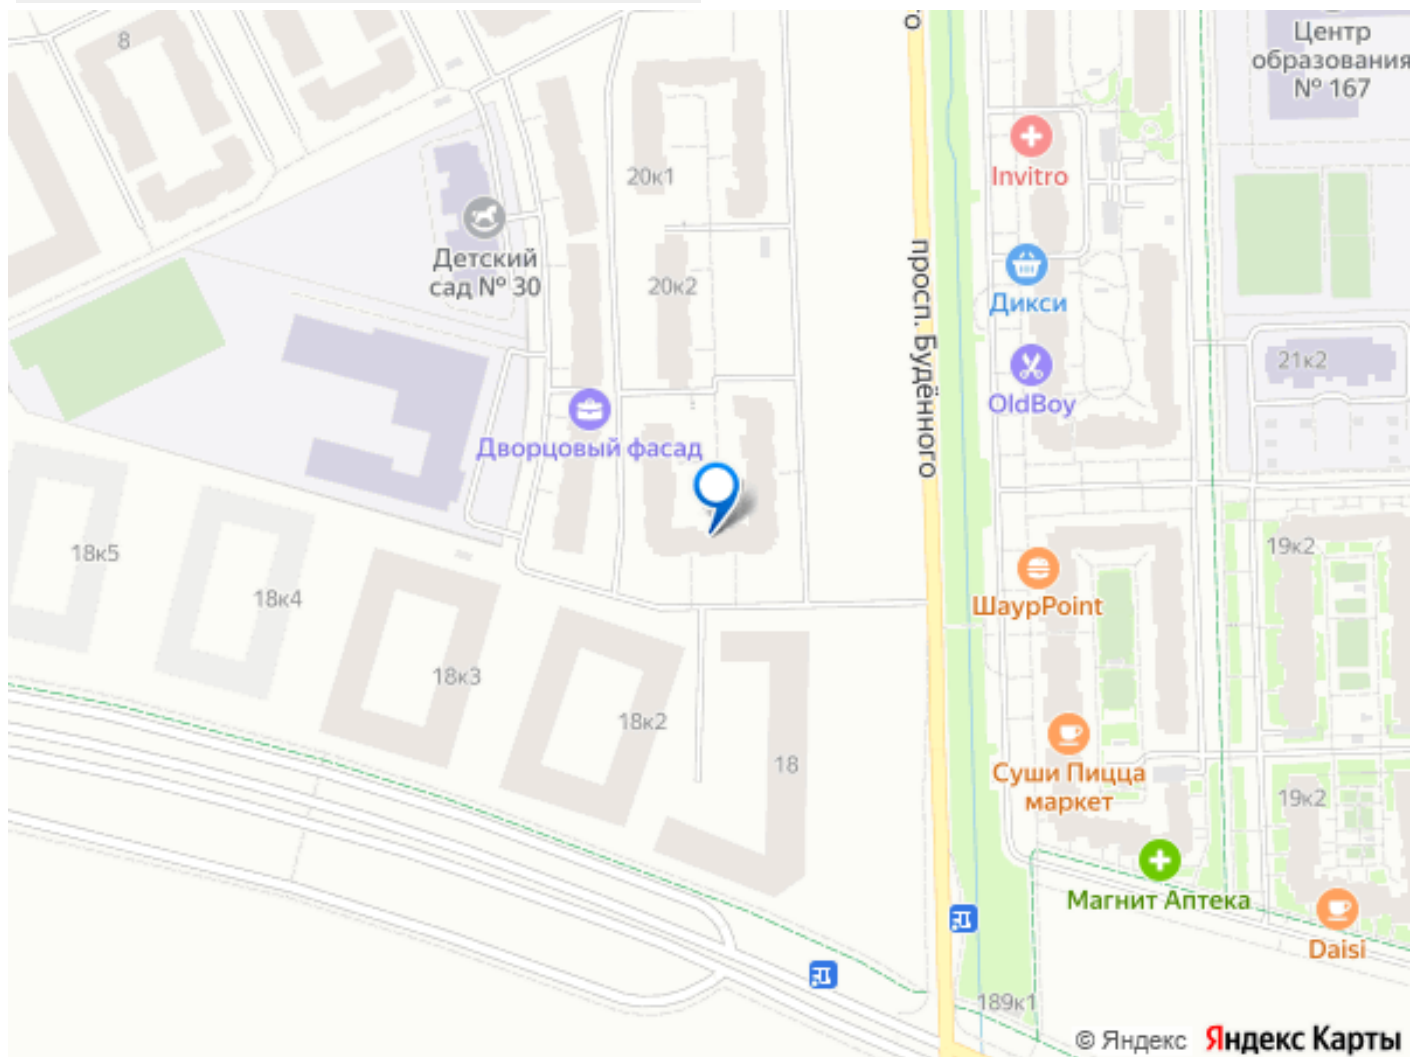 го
Центр
образования
№ 167
8
Invitro
20к1
Детский
сад № 30
20к2
просп. Будённого
Дикси
21к2
OldBoy
Дворцовый фасад
18к5
18к4
19к2
ШаурPoint
18к3
18к2
18
Суши Пицца
маркет
19к2
Магнит Аптека
Daisi
189к1
© Яндекс Яндекс Карты